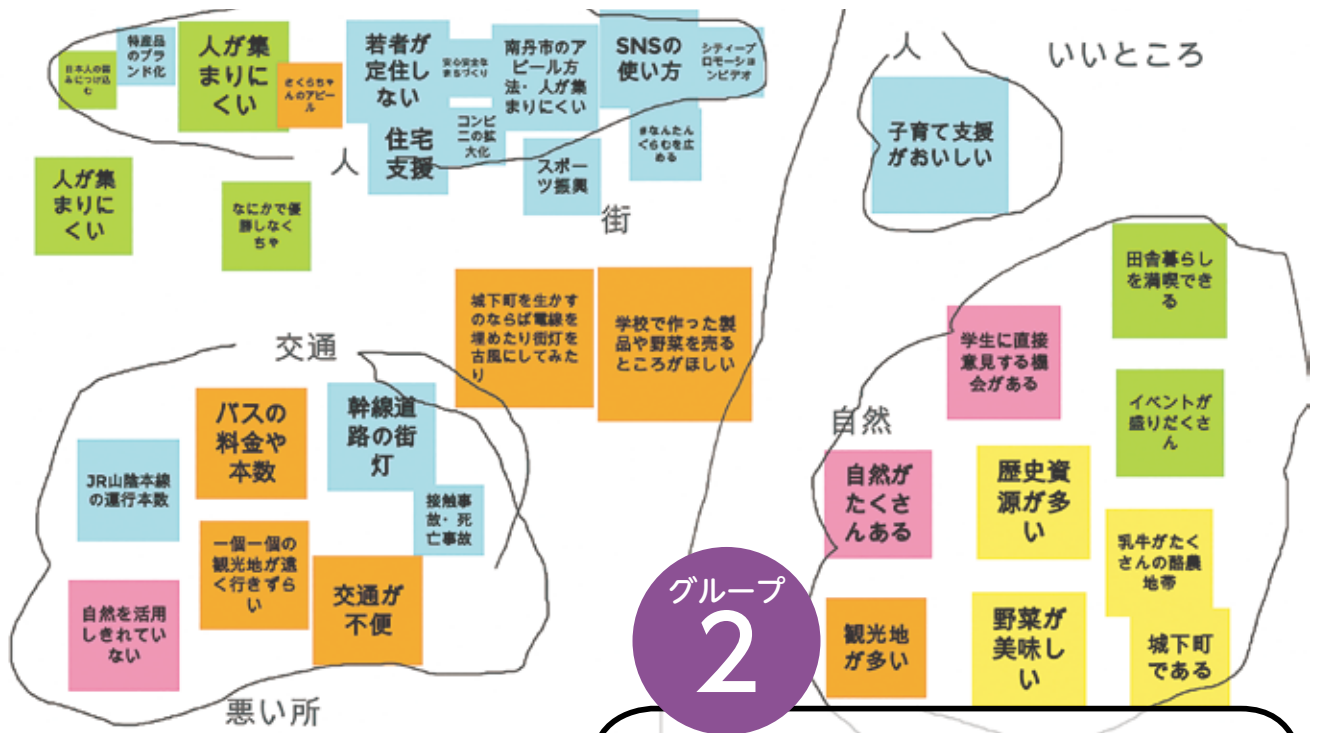 日本人の弱
みにつけ込
む
特産品
のブラ
ンド化
人が集
まりに
くい
さくらちゃ
んのアピー
ル
若者が
定住し
ない
安心安全な
まちづくり
南丹市のア
ピール方
法・人が集
まりにくい
SNSの
使い方
シティープ
ロモーショ
ンビデオ
住宅
支援
コンビ
ニの拡
大化
スポー
ツ振興
きなんたん
ぐらむを広
める
人
街
人が集
まりに
くい
なにかで優
勝しなく
ちゃ
城下町を生かす
のならば電線を
埋めたり街灯を
古風にしてみた
り
学校で作った製
品や野菜を売る
ところがほしい
交通
バスの
料金や
本数
幹線道
路の街
灯
JR山陰本線
の運行本数
接触事
故・死
亡事故
一個一個の
観光地が遠
く行きずら
い
交通が
不便
自然を活用
しきれてい
ない
悪い所
人
いいところ
子育て支援
がおいしい
田舎暮らし
を満喫でき
る
学生に直接
意見する機
会がある
イベントが
盛りだくさ
ん
自然
自然が
たくさ
んある
歴史資
源が多
い
乳牛がたく
さんの酪農
地帯
観光地
が多い
野菜が
美味し
い
城下町
である
グループ
2